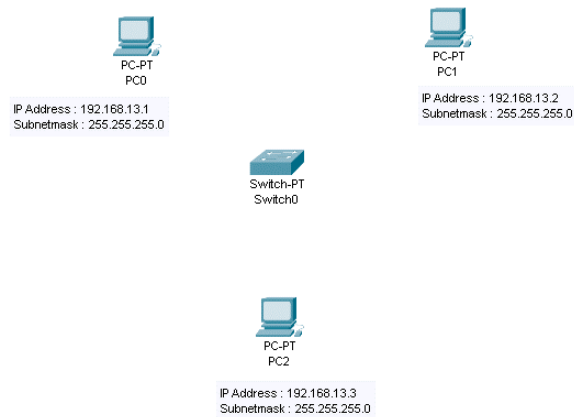 PC-PT
PC0
IP Address : 192.168.13.1
Subnetmask : 255.255.255.0
PC-PT
PC1
IP Address : 192.168.13.2
Subnetmask : 255.255.255.0
Switch-PT
Switch0
PC-PT
PC2
IP Address : 192.168.13.3
Subnetmask : 255.255.255.0